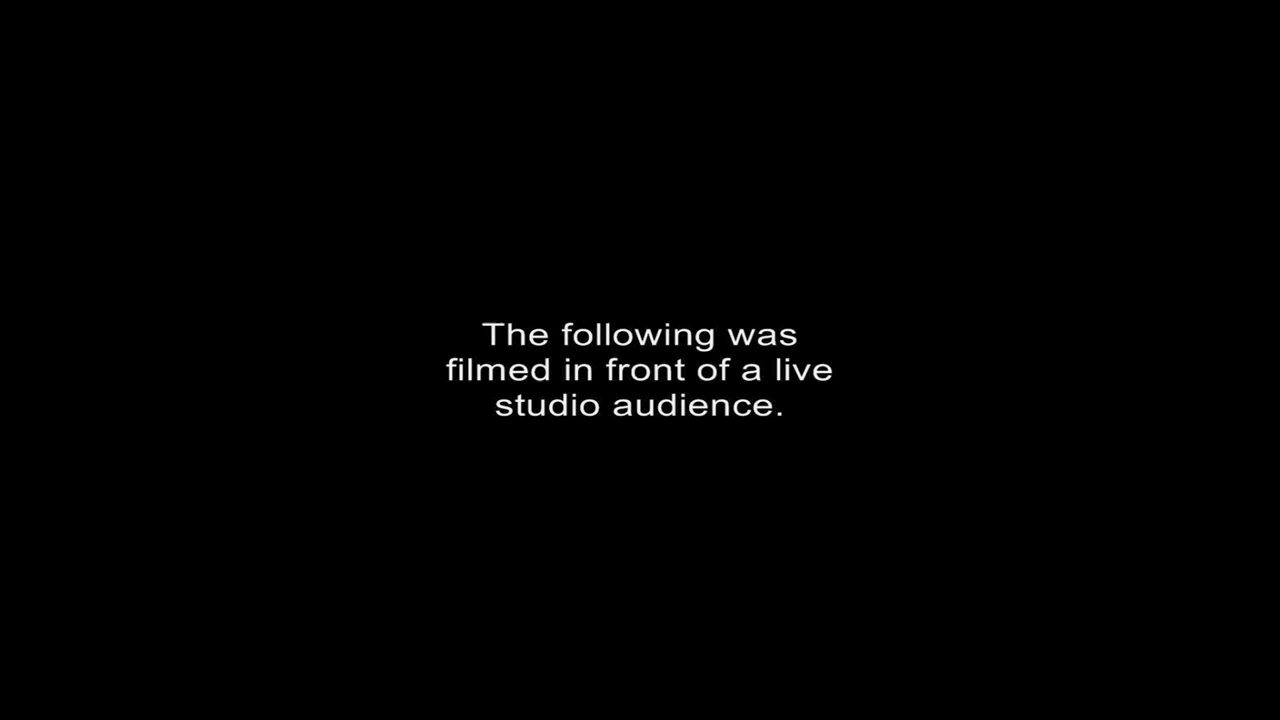 The following was
filmed in front of a live
studio audience.